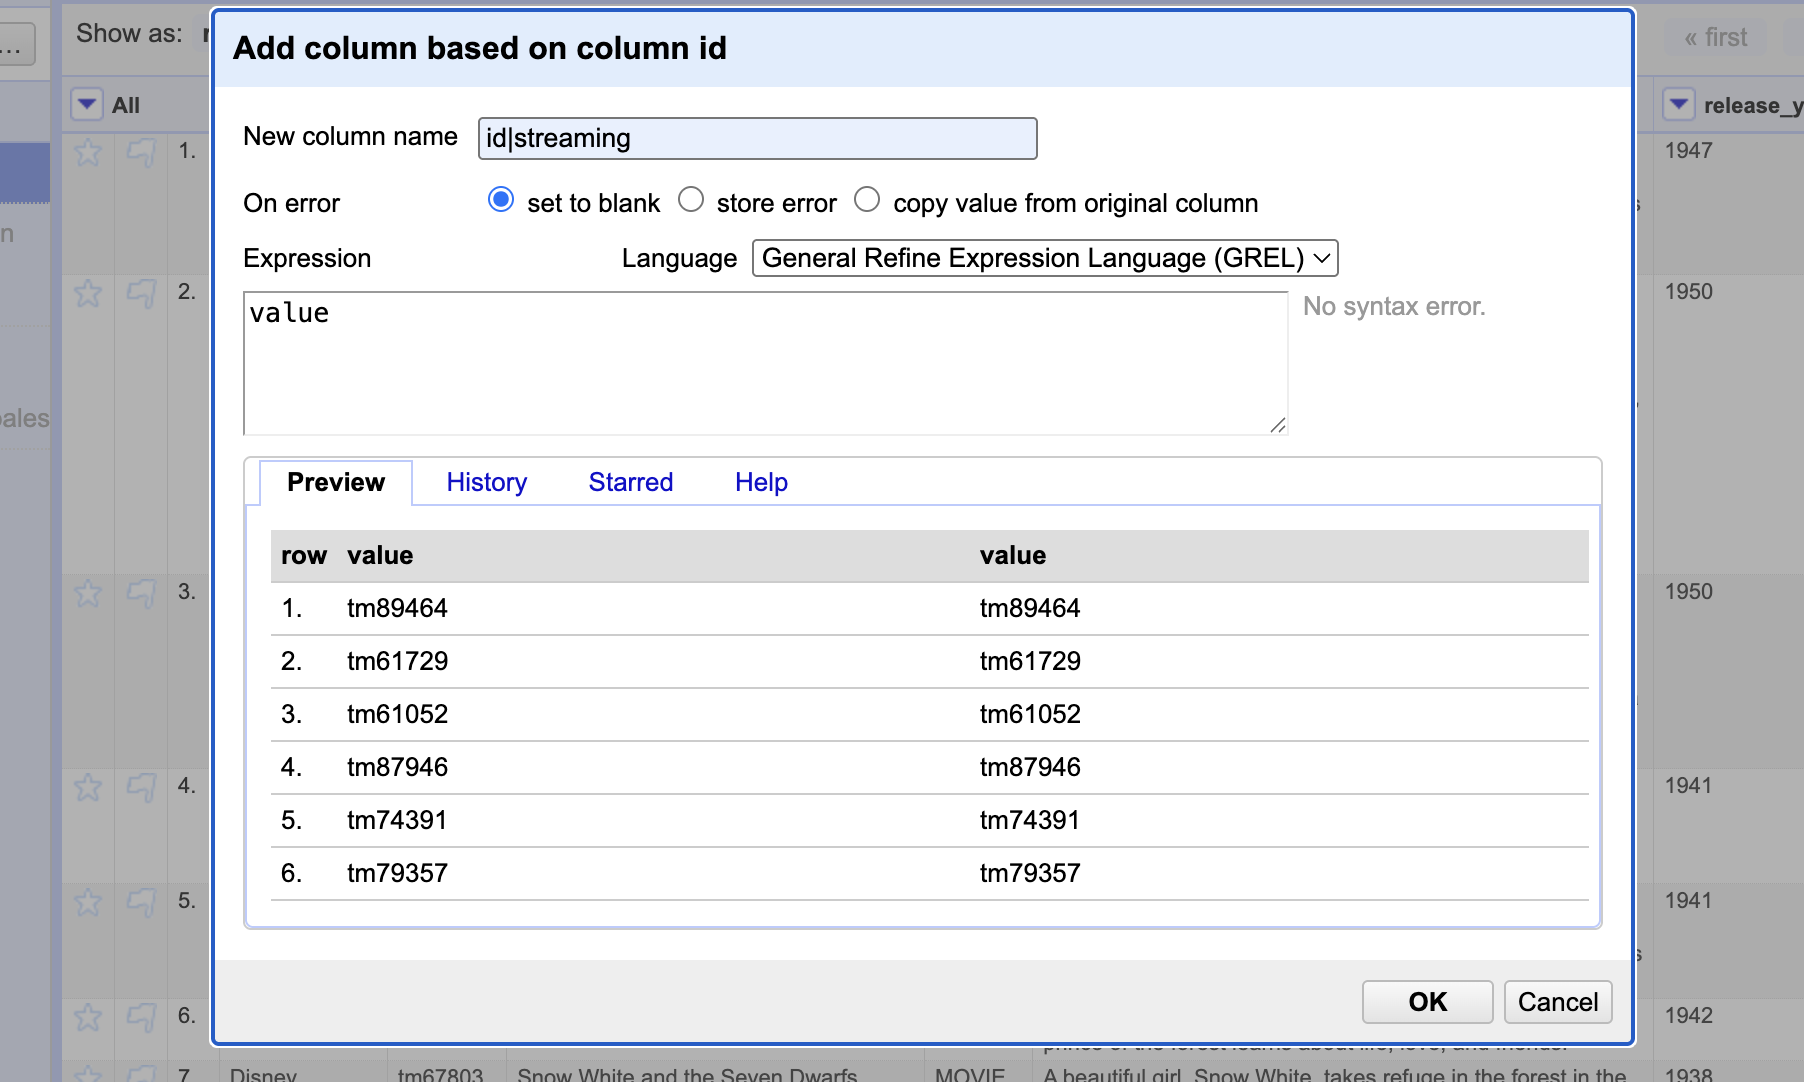 ...
Show as:
« first
All
release_y
Add column based on column id
New column name id|streaming
On error set to blank store error copy value from original column
Expression Language General Refine Expression Language (GREL)
value
No syntax error.
Preview History Starred Help
row value value
1. tm89464 tm89464
2. tm61729 tm61729
3. tm61052 tm61052
4. tm87946 tm87946
5. tm74391 tm74391
6. tm79357 tm79357
OK Cancel
1. 1947
2. 1950
3. 1950
4. 1941
5. 1941
6. 1942
7. Disney tm67803 Snow White and the Seven Dwarfs MOVIE A beautiful girl, Snow White, takes refuge in the forest in the 1938